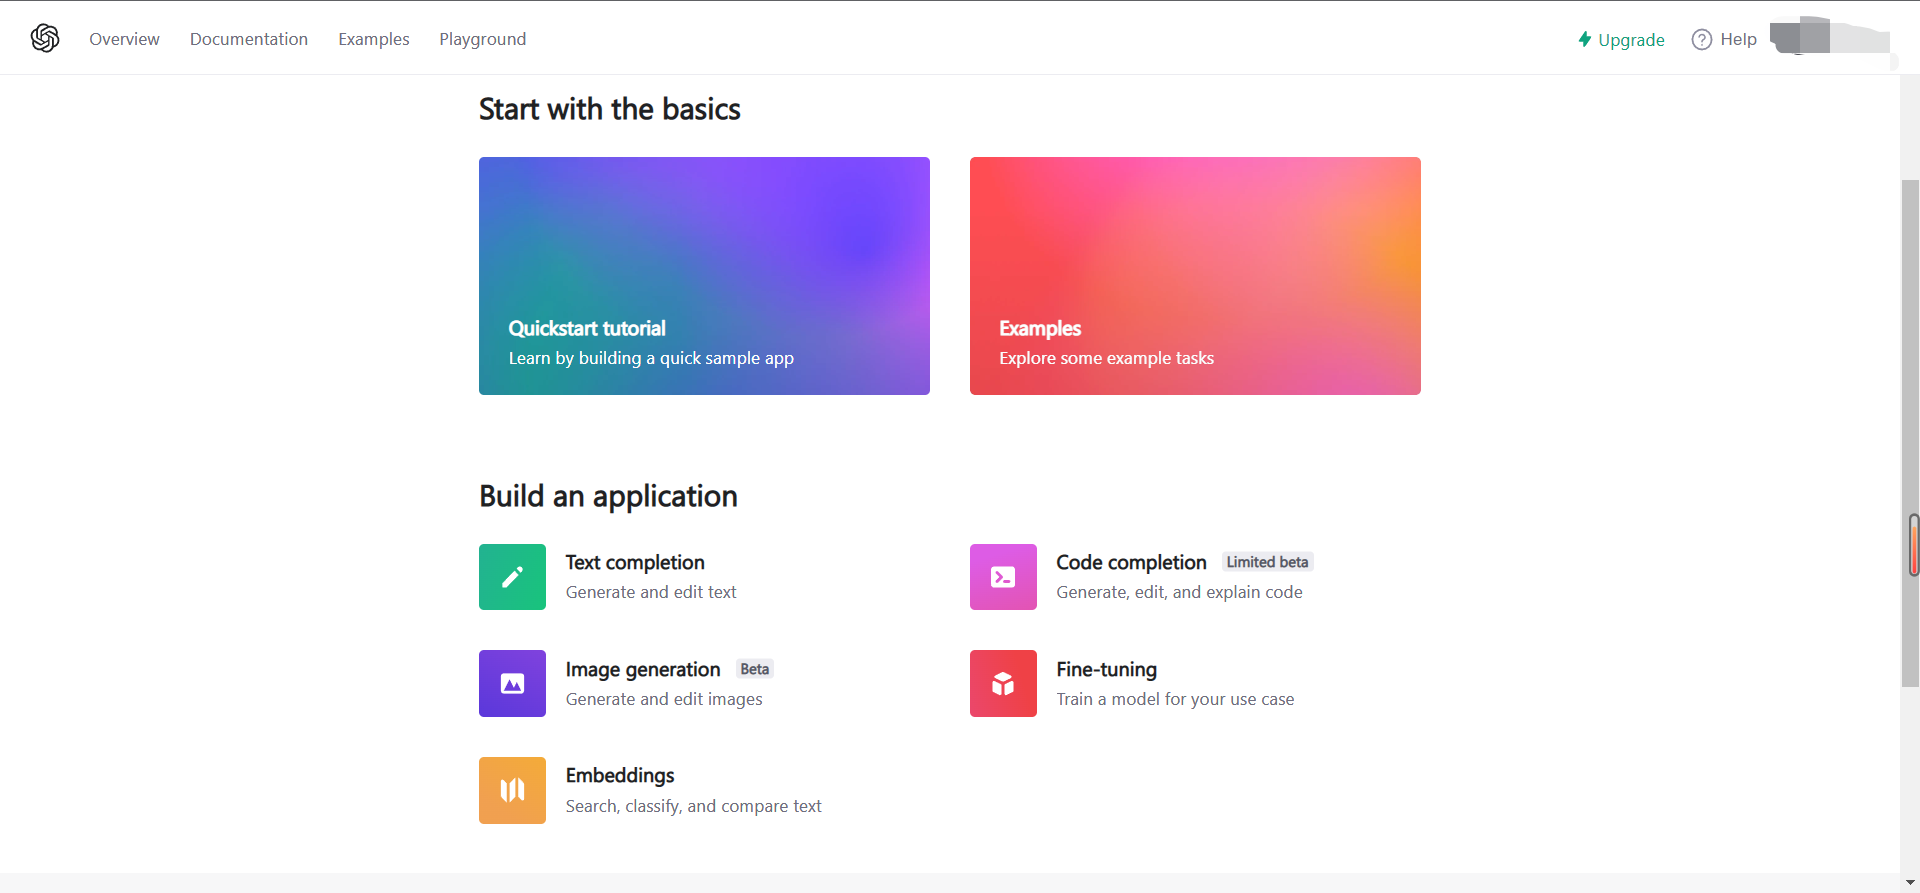 Overview Documentation Examples Playground Upgrade Help
Start with the basics
Quickstart tutorial
Learn by building a quick sample app
Examples
Explore some example tasks
Build an application
Text completion
Generate and edit text
Code completion Limited beta
Generate, edit, and explain code
Image generation Beta
Generate and edit images
Fine-tuning
Train a model for your use case
Embeddings
Search, classify, and compare text